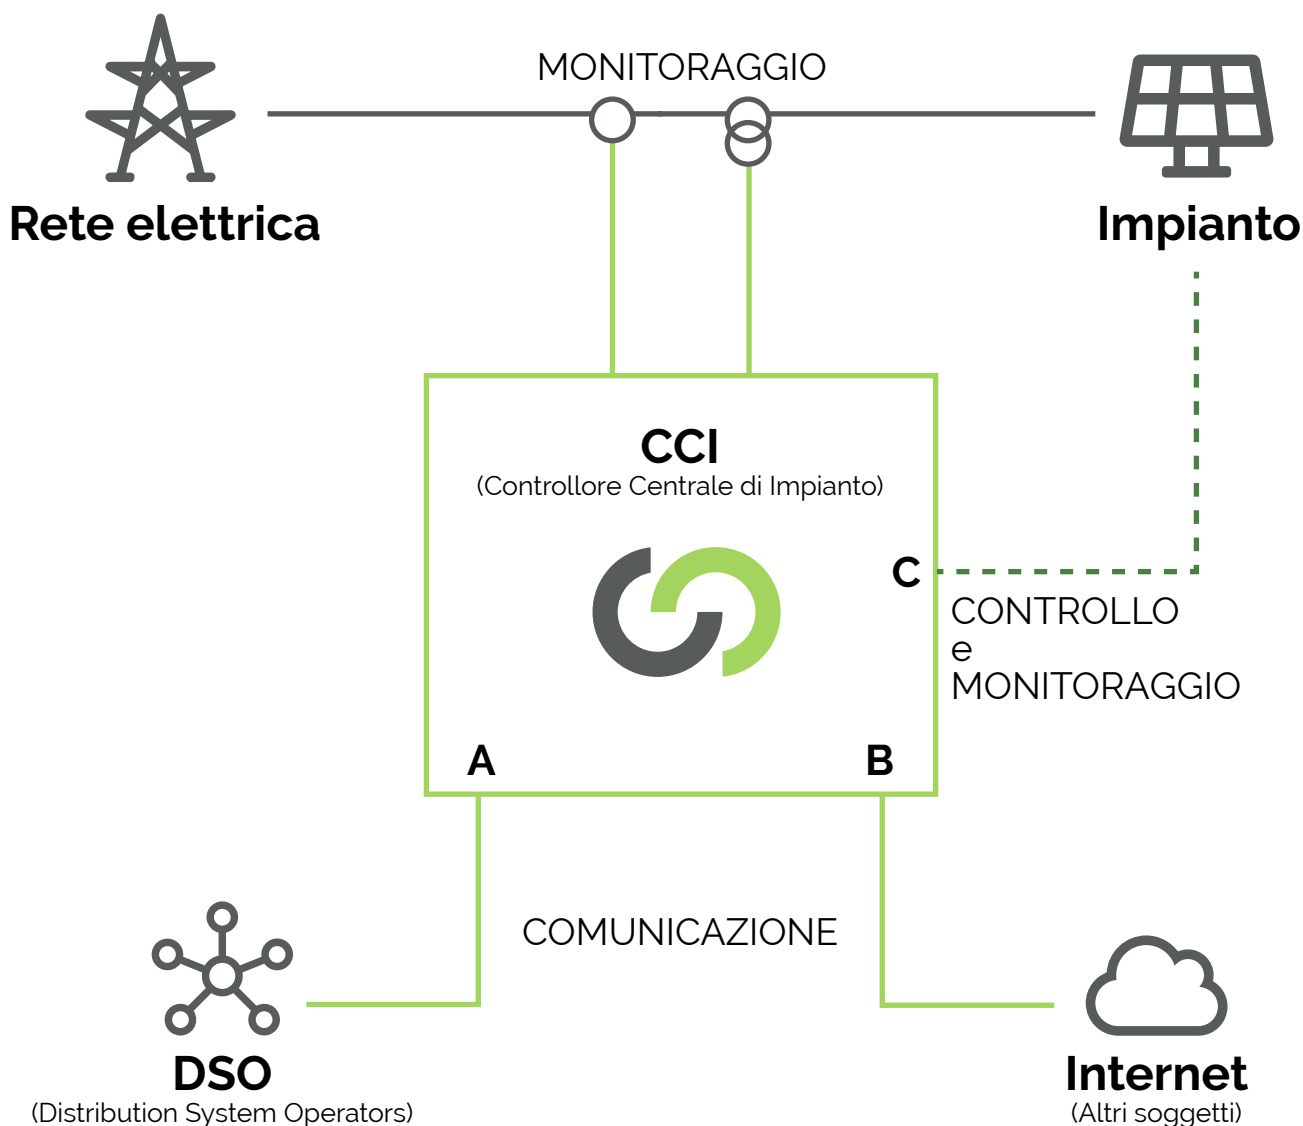 MONITORAGGIO
Rete elettrica
Impianto
CCI
(Controllore Centrale di Impianto)
C
CONTROLLO
e
MONITORAGGIO
A
B
COMUNICAZIONE
DSO
(Distribution System Operators)
Internet
(Altri soggetti)